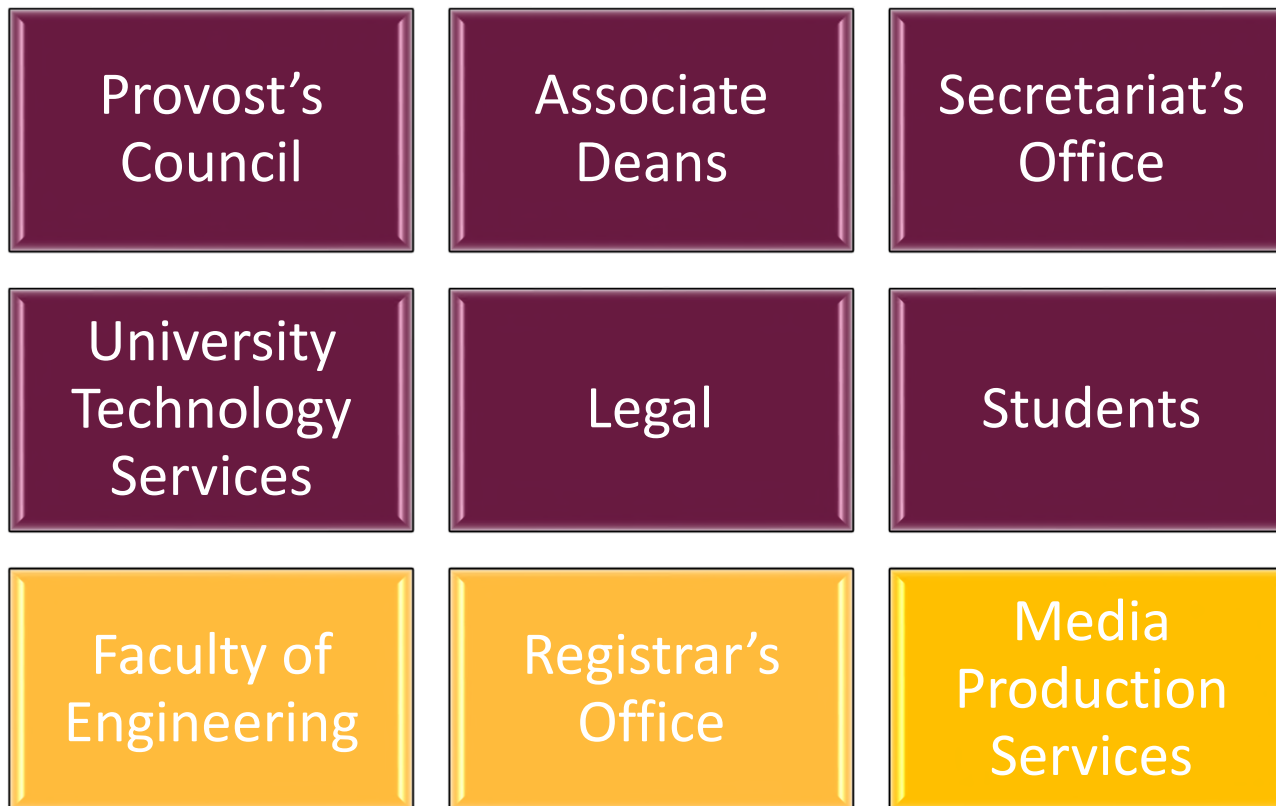 Provost’s
Council
Associate
Deans
Secretariat’s
Office
University
Technology
Services
Legal
Students
Faculty of
Engineering
Registrar’s
Office
Media
Production
Services